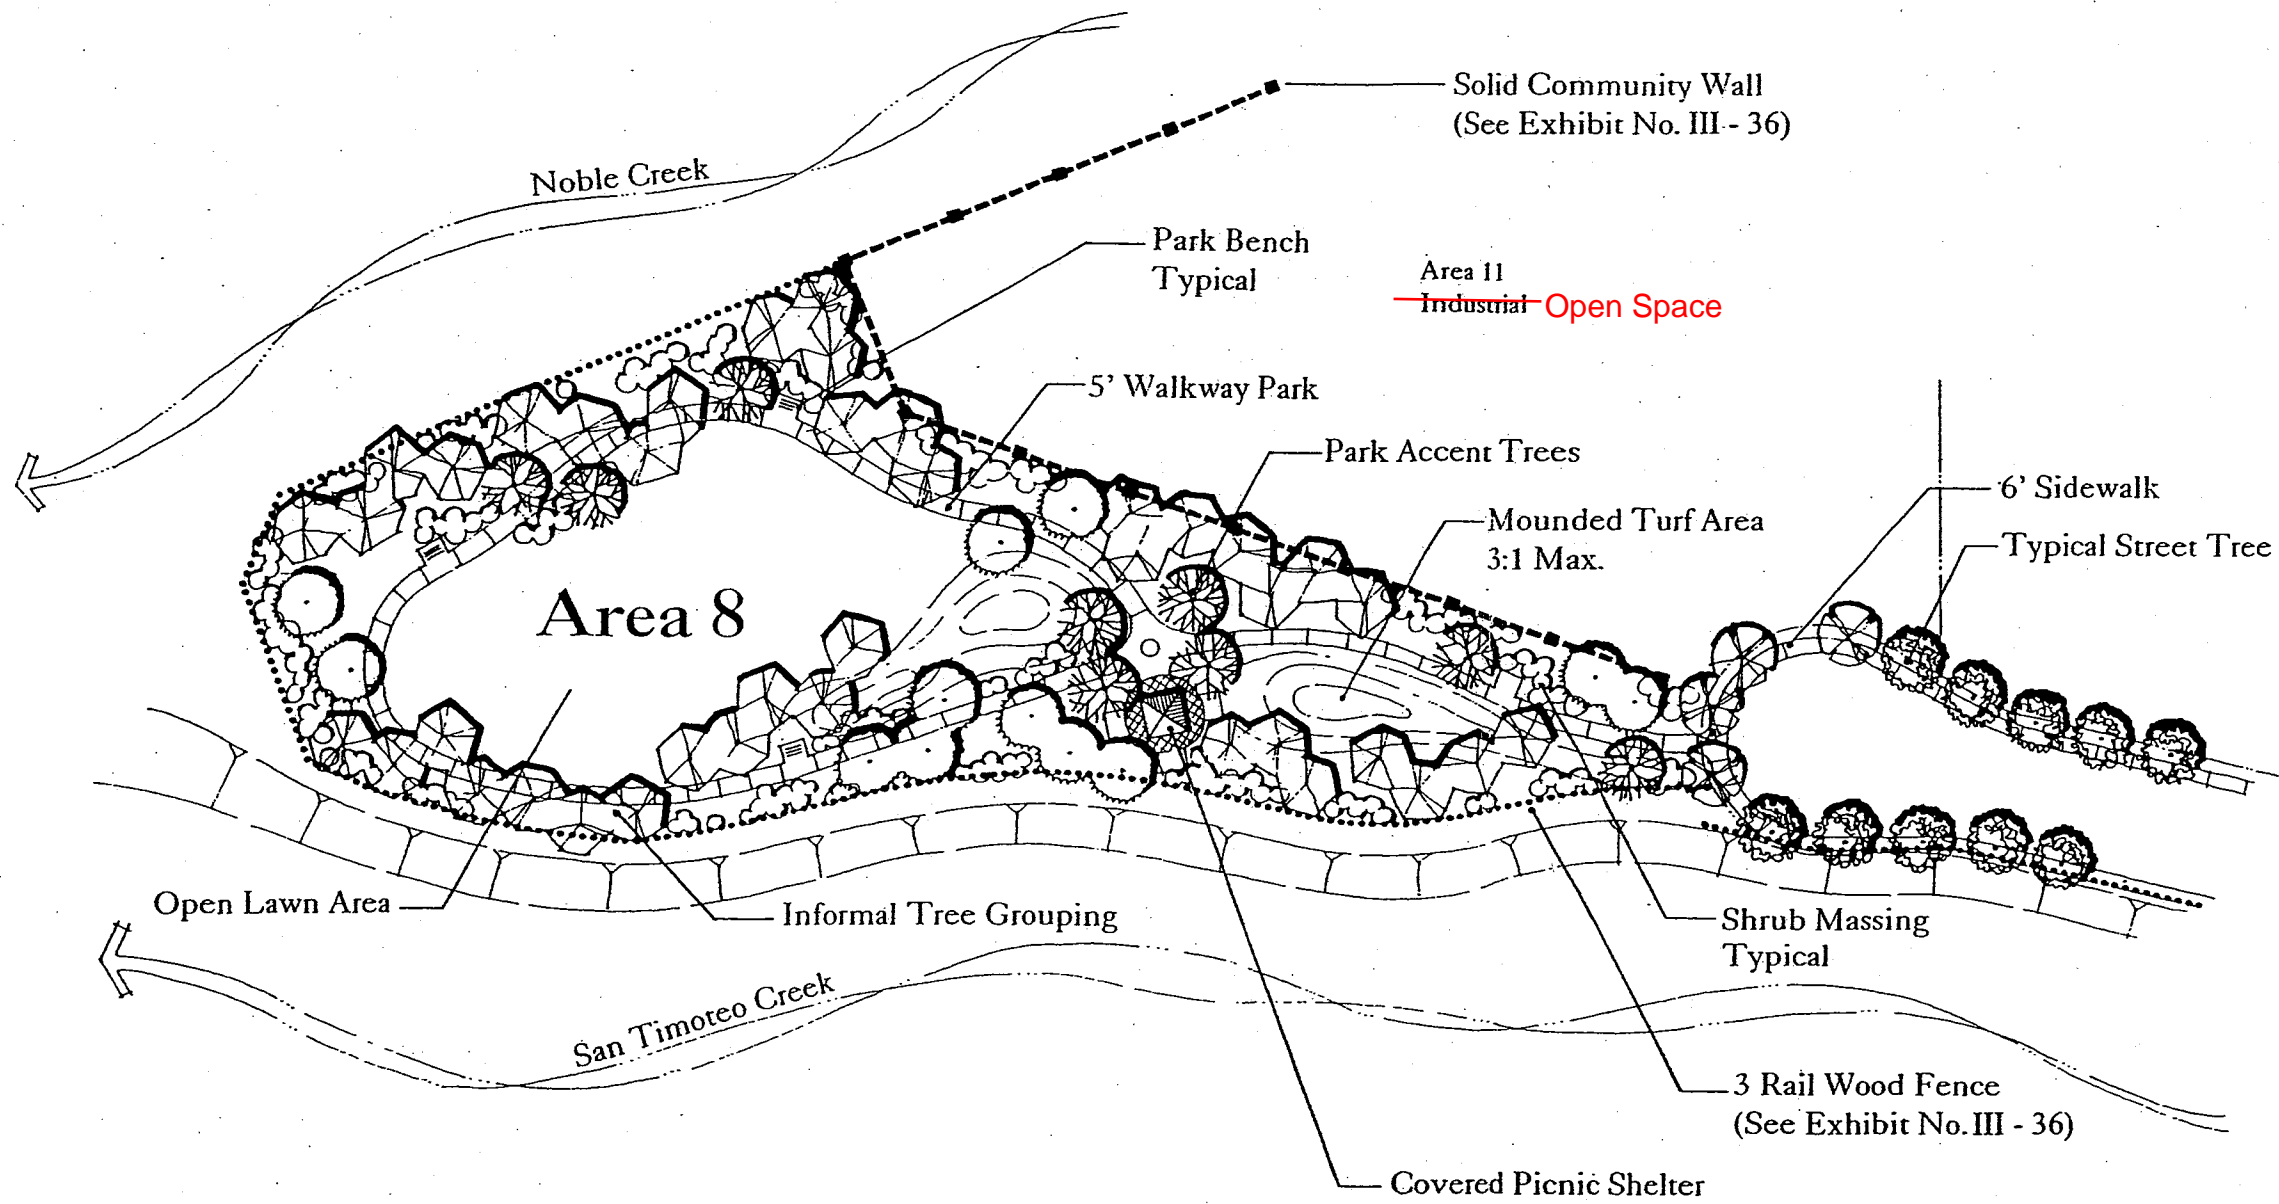 Solid Community Wall
(See Exhibit No. III - 36)
Noble Creek
Park Bench
Typical
Area 11
Industrial Open Space
5' Walkway Park
Park Accent Trees
6' Sidewalk
Mounded Turf Area
3:1 Max.
Typical Street Tree
Area 8
Open Lawn Area
Informal Tree Grouping
Shrub Massing
Typical
San Timoteo Creek
3 Rail Wood Fence
(See Exhibit No. III - 36)
Covered Picnic Shelter